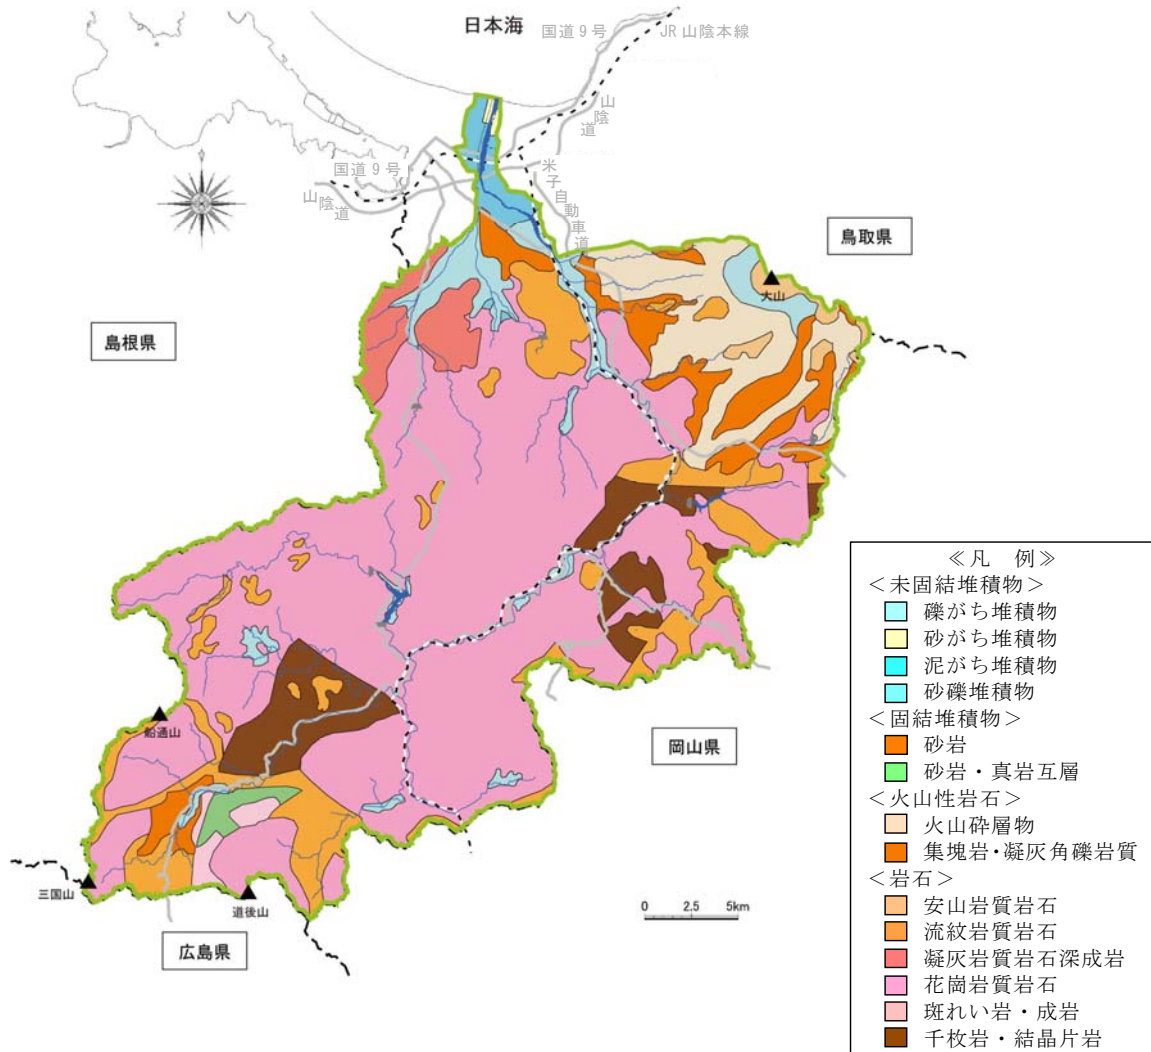 日本海
国道9号
JR山陰本線
山陰道
国道9号
山陰道
米子自動車道
鳥取県
大山
島根県
船通山
岡山県
三国山
道後山
広島県
0 2.5 5km
≪凡 例≫
＜未固結堆積物＞
礫がち堆積物
砂がち堆積物
泥がち堆積物
砂礫堆積物
＜固結堆積物＞
砂岩
砂岩・真岩互層
＜火山性岩石＞
火山砕層物
集塊岩・凝灰角礫岩質
＜岩石＞
安山岩質岩石
流紋岩質岩石
凝灰岩質岩石深成岩
花崗岩質岩石
斑れい岩・成岩
千枚岩・結晶片岩